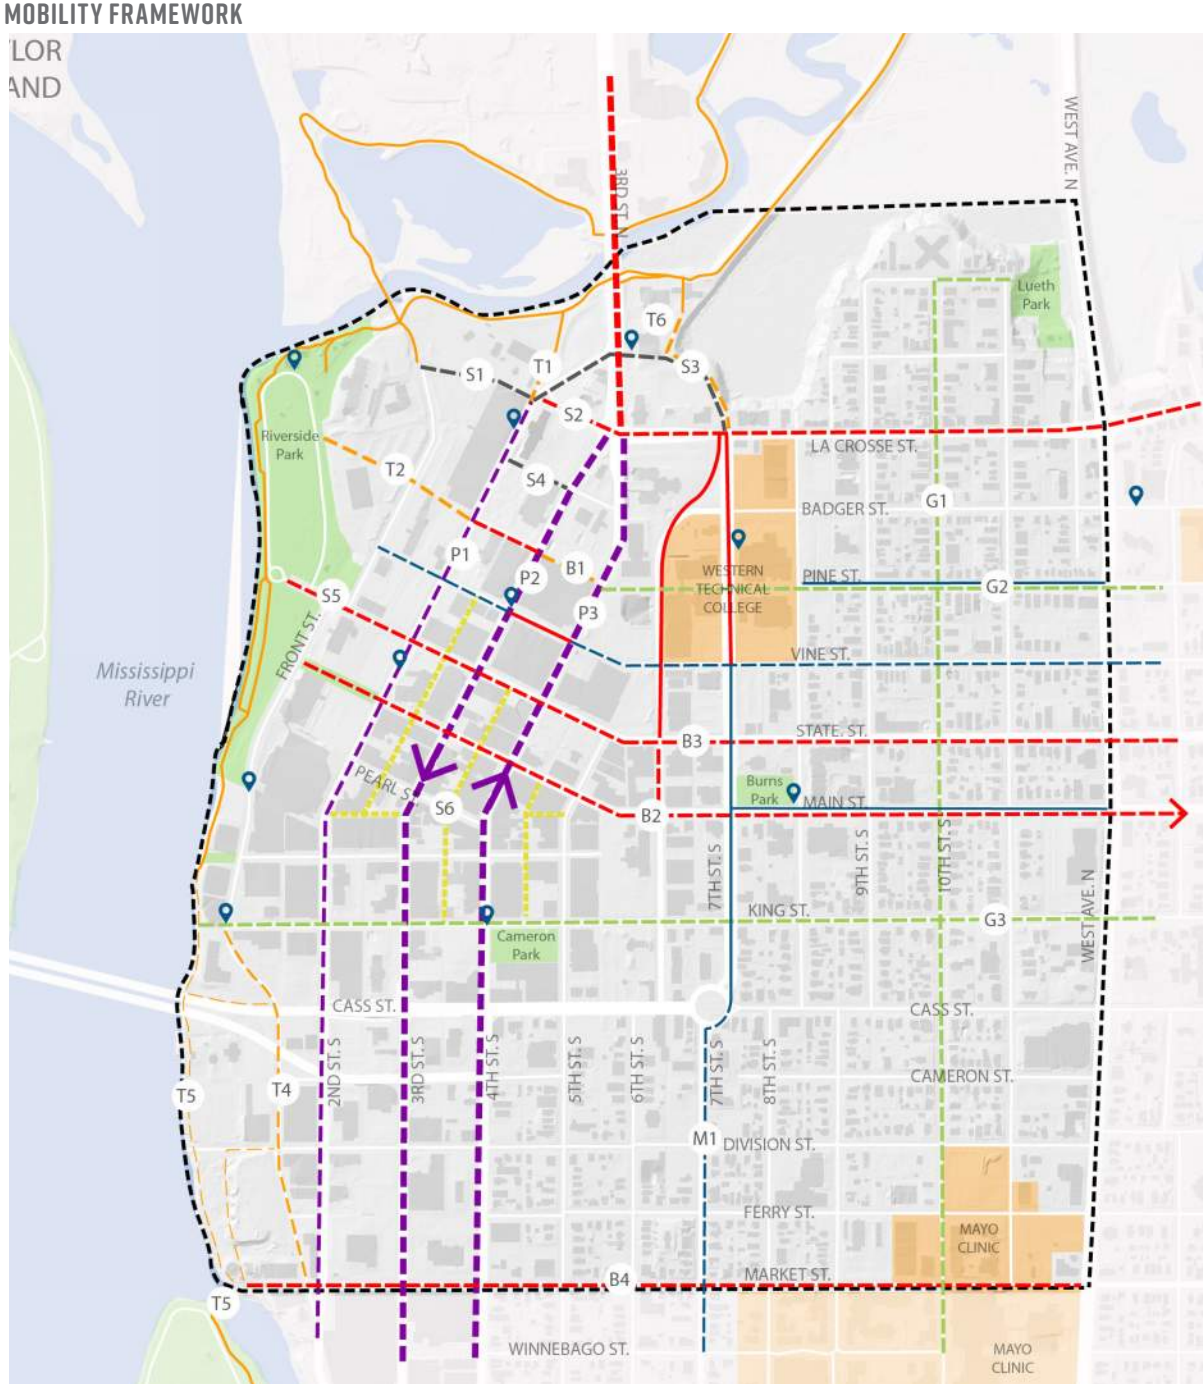 MOBILITY FRAMEWORK
LOR
AND
WEST AVE. N
3RD ST. N
Lueth
Park
T6
T1
S1
S3
S2
Riverside
Park
LA CROSSE ST.
T2
S4
G1
BADGER ST.
P1
B1
P2
WESTERN
TECHNICAL
COLLEGE
PINE ST.
G2
S5
P3
FRONT ST.
VINE ST.
Mississippi
River
B3
STATE. ST.
PEARL S
Burns
Park
S6
B2
MAIN ST.
7TH ST. S
9TH ST. S
10TH ST. S
WEST AVE. N
KING ST.
G3
Cameron
Park
CASS ST.
CASS ST.
T5
T4
2ND ST. S
3RD ST. S
4TH ST. S
5TH ST. S
6TH ST. S
7TH ST. S
8TH ST. S
CAMERON ST.
M1
DIVISION ST.
FERRY ST.
MAYO
CLINIC
B4
MARKET ST.
T5
WINNEBAGO ST.
MAYO
CLINIC